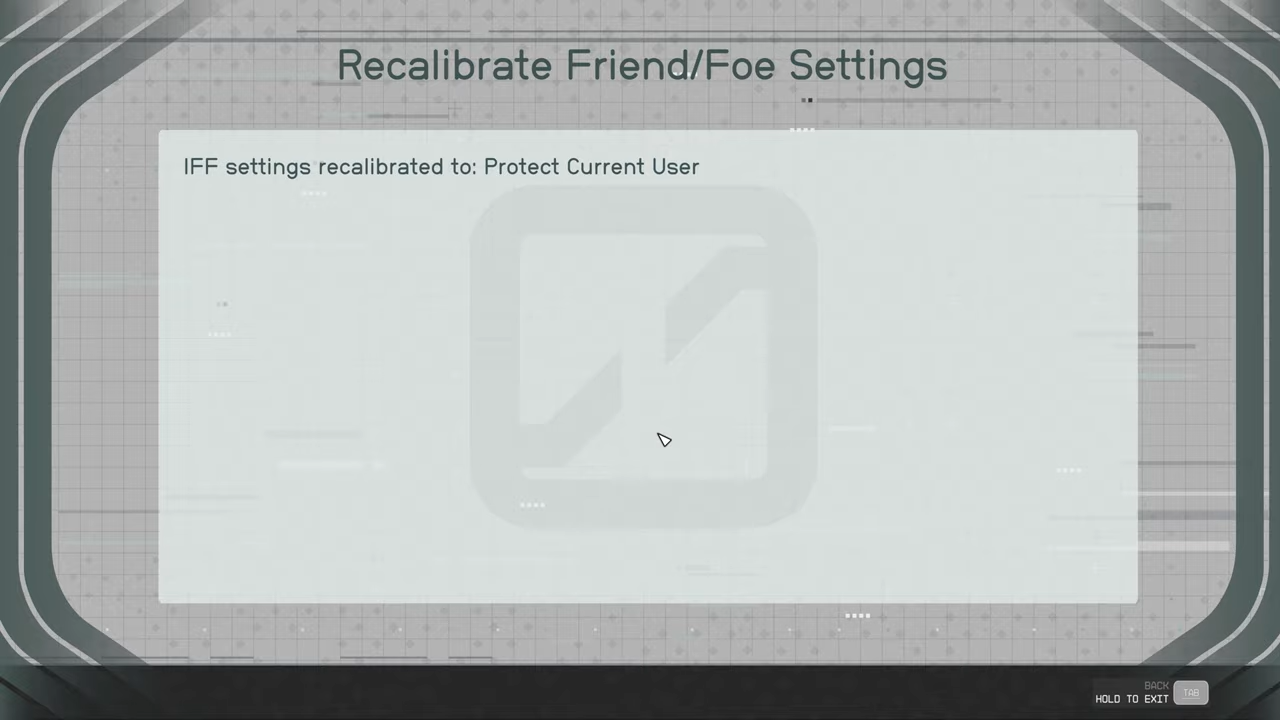 Recalibrate Friend/Foe Settings
IFF settings recalibrated to: Protect Current User
BACK
HOLD TO EXIT
TAB